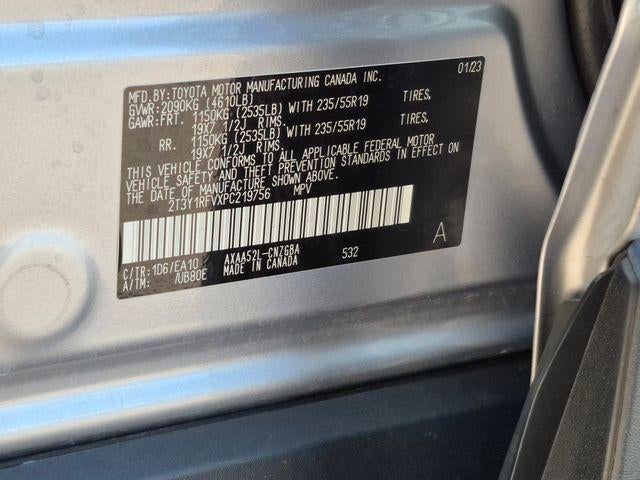 MFD.BY:TOYOTA MOTOR MANUFACTURING CANADA INC. 01/23
GVWR:2090KG (4610LB)
GAWR:FRT. 1150KG (2535LB) WITH 235/55R19 TIRES,
19X7 1/2J RIMS.
RR. 1150KG (2535LB) WITH 235/55R19 TIRES,
19X7 1/2J RIMS.
THIS VEHICLE CONFORMS TO ALL APPLICABLE FEDERAL MOTOR
VEHICLE SAFETY AND THEFT PREVENTION STANDARDS IN EFFECT ON
THE DATE OF MANUFACTURE SHOWN ABOVE.
2T3Y1RFVXPC219756 MPV
C/TR:1D6/EA10 AXAA52L-CNZGBA 532 A
A/TM: /UB80E MADE IN CANADA